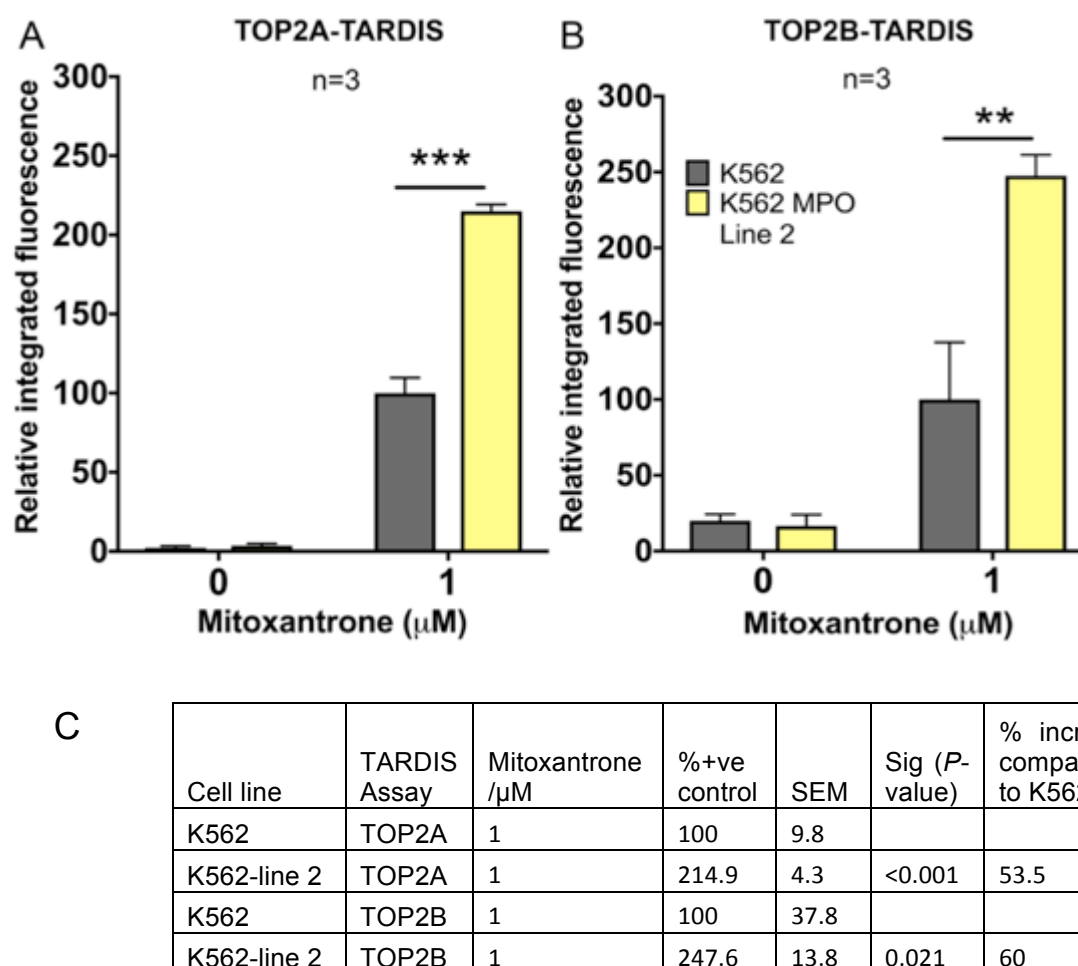 A
TOP2A-TARDIS
n=3
Relative integrated fluorescence
300
250
200
150
100
50
0
***
0
1
Mitoxantrone (µM)
B
TOP2B-TARDIS
n=3
Relative integrated fluorescence
300
250
200
150
100
50
0
**
K562
K562 MPO
Line 2
0
1
Mitoxantrone (µM)
C
Cell line
TARDIS
Assay
Mitoxantrone
/µM
%+ve
control
SEM
Sig (P-
value)
%
to
K562 TOP2A 1 100 9.8
K562-line 2 TOP2A 1 214.9 4.3 <0.001 53.5
K562 TOP2B 1 100 37.8
K562-line 2 TOP2B 1 247.6 13.8 0.021 60